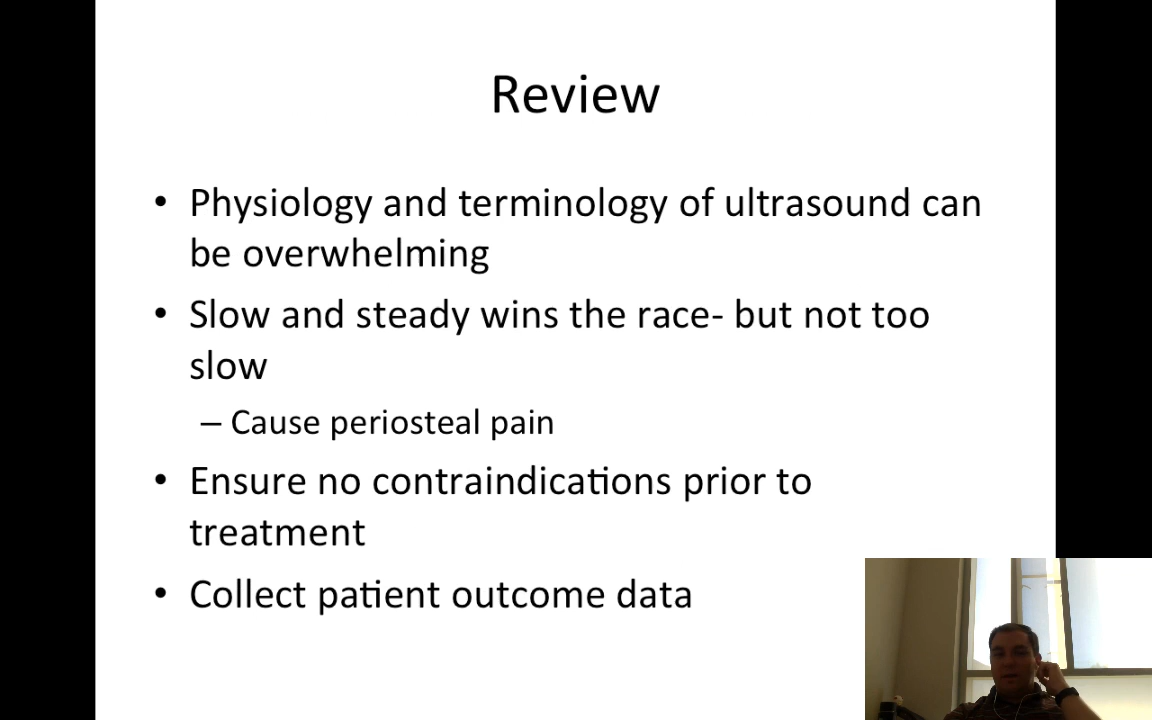 Review
• Physiology and terminology of ultrasound can
be overwhelming
• Slow and steady wins the race- but not too
slow
– Cause periosteal pain
• Ensure no contraindications prior to
treatment
• Collect patient outcome data